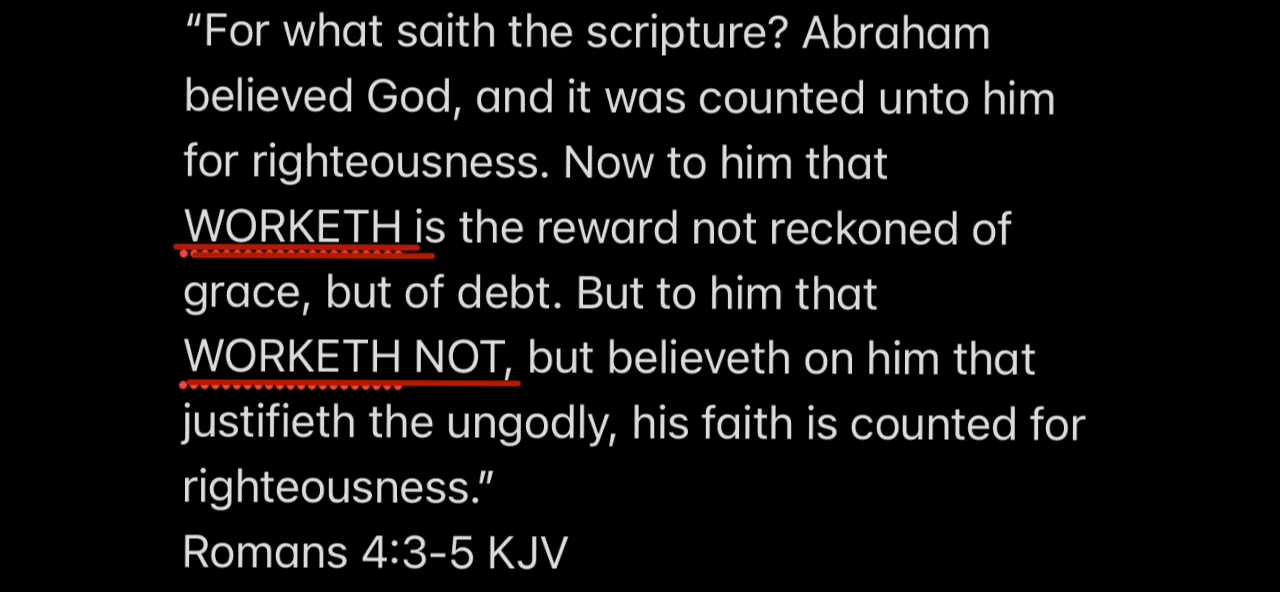 “For what saith the scripture? Abraham
believed God, and it was counted unto him
for righteousness. Now to him that
WORKETH is the reward not reckoned of
grace, but of debt. But to him that
WORKETH NOT, but believeth on him that
justifieth the ungodly, his faith is counted for
righteousness.”
Romans 4:3-5 KJV